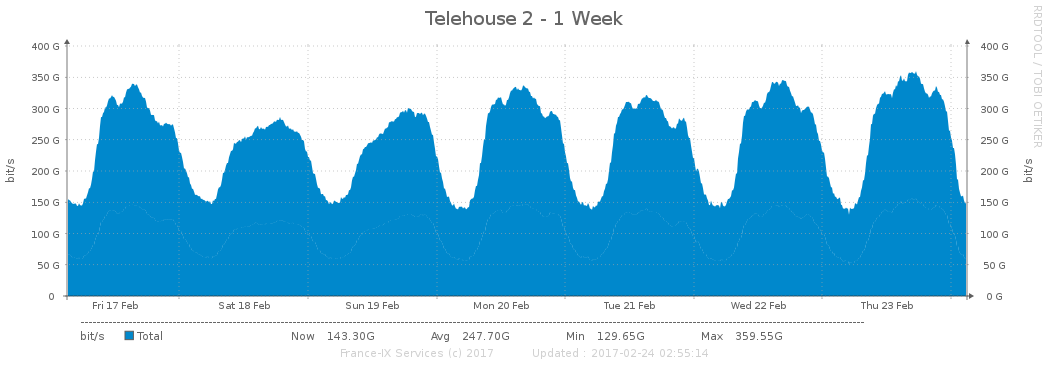 Telehouse 2 - 1 Week
RRDTOOL / TOBI OETIKER
400 G 400 G
350 G 350 G
300 G 300 G
250 G 250 G
200 G 200 G
150 G 150 G
100 G 100 G
50 G 50 G
0 0 G
bit/s bit/s
Fri 17 Feb Sat 18 Feb Sun 19 Feb Mon 20 Feb Tue 21 Feb Wed 22 Feb Thu 23 Feb
bit/s Total Now 143.30G Avg 247.70G Min 129.65G Max 359.55G
France-IX Services (c) 2017 Updated : 2017-02-24 02:55:14